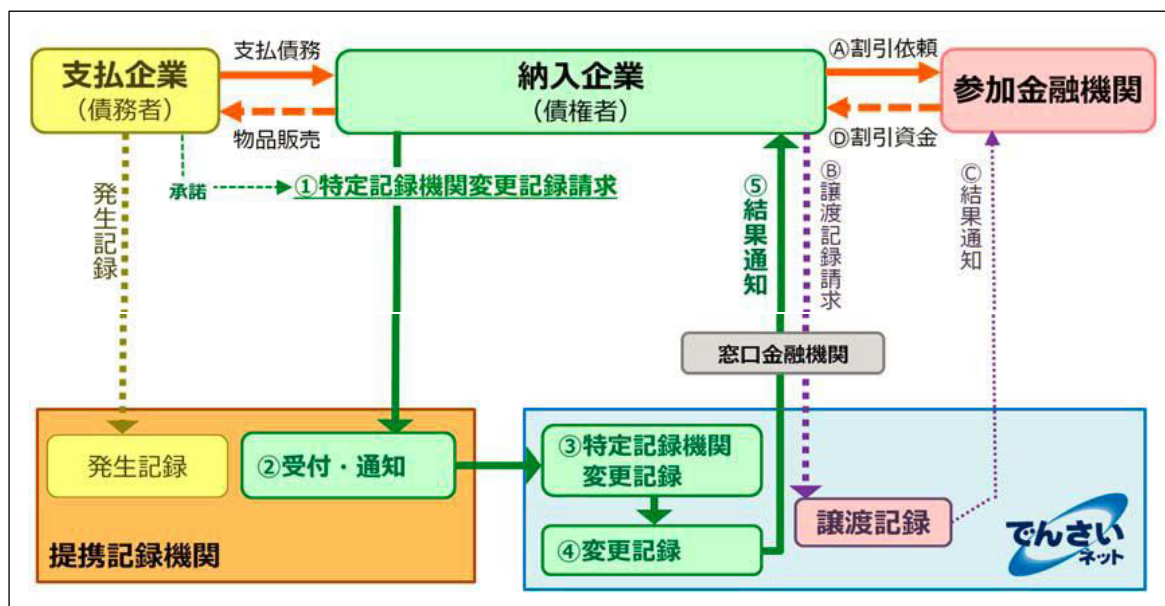 支払企業
（債務者）
支払債務
物品販売
納入企業
（債権者）
Ⓐ割引依頼
Ⓓ割引資金
参加金融機関
発生記録
承諾
①特定記録機関変更記録請求
⑤結果通知
Ⓑ譲渡記録請求
Ⓒ結果通知
窓口金融機関
発生記録
②受付・通知
提携記録機関
③特定記録機関
変更記録
④変更記録
譲渡記録
でんさい
ネット